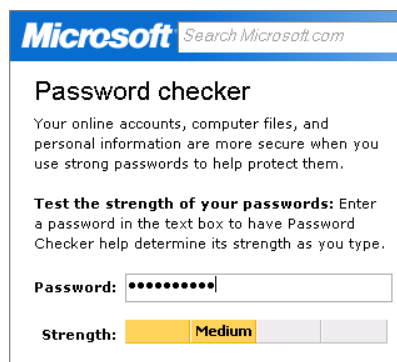 Microsoft Search Microsoft.com
Password checker
Your online accounts, computer files, and
personal information are more secure when you
use strong passwords to help protect them.
Test the strength of your passwords: Enter
a password in the text box to have Password
Checker help determine its strength as you type.
Password: ●●●●●●●●●●
Strength: Medium